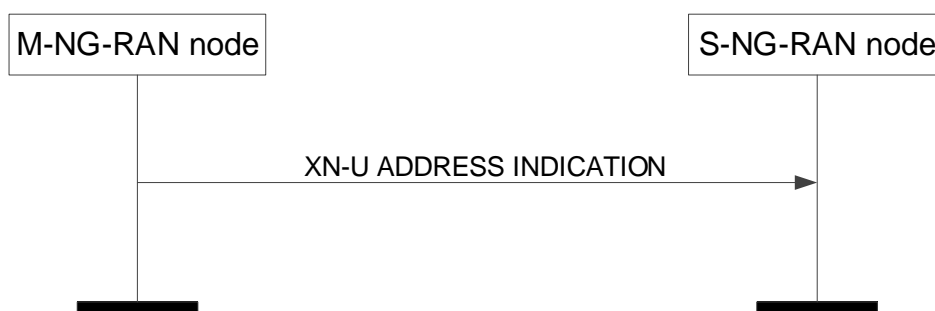 M-NG-RAN node
S-NG-RAN node
XN-U ADDRESS INDICATION